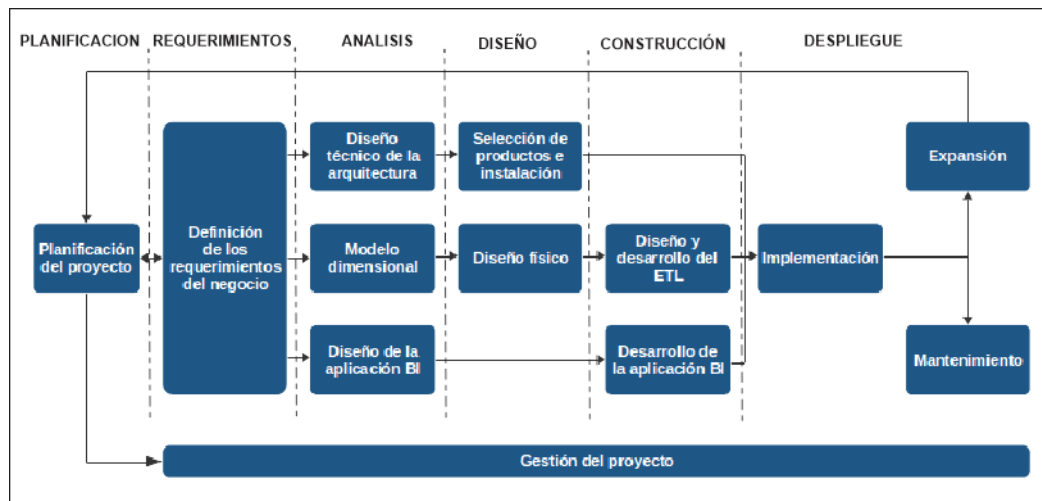 PLANIFICACION
REQUERIMIENTOS
ANALISIS
DISEÑO
CONSTRUCCIÓN
DESPLIEGUE
Planificación
del proyecto
Definición
de los
requerimientos
del negocio
Diseño
técnico de la
arquitectura
Selección de
productos e
instalación
Modelo
dimensional
Diseño físico
Diseño y
desarrollo del
ETL
Implementación
Diseño de la
aplicación BI
Desarrollo de
la aplicación BI
Expansión
Mantenimiento
Gestión del proyecto